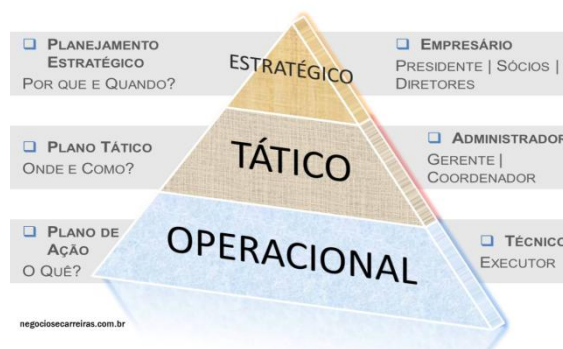 ❑ PLANEJAMENTO
ESTRATÉGICO
POR QUE E QUANDO?
ESTRATÉGICO
❑ EMPRESÁRIO
PRESIDENTE | SÓCIOS |
DIRETORES
❑ PLANO TÁTICO
ONDE E COMO?
TÁTICO
❑ ADMINISTRADOR
GERENTE |
COORDENADOR
❑ PLANO DE
AÇÃO
O QUÊ?
OPERACIONAL
❑ TÉCNICO
EXECUTOR
negociosecarreiras.com.br